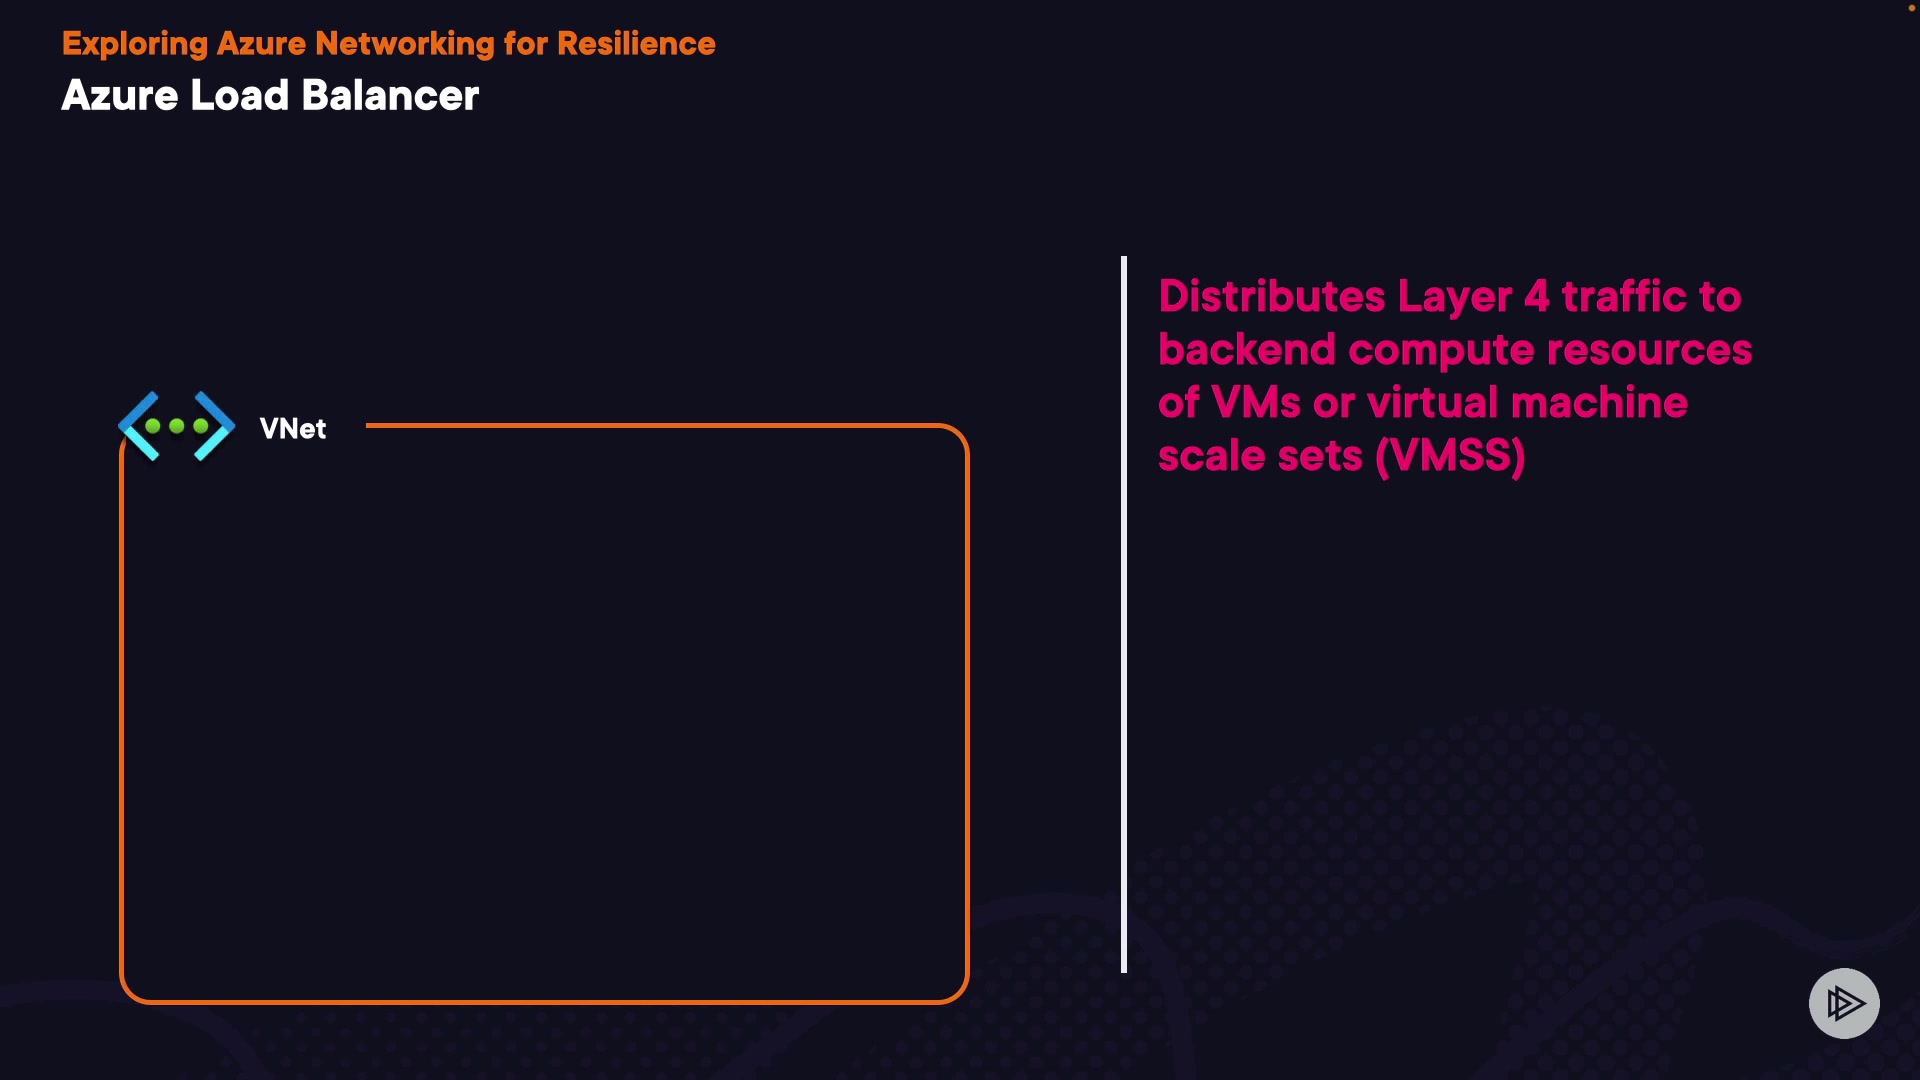 Exploring Azure Networking for Resilience
Azure Load Balancer
VNet
Distributes Layer 4 traffic to
backend compute resources
of VMs or virtual machine
scale sets (VMSS)